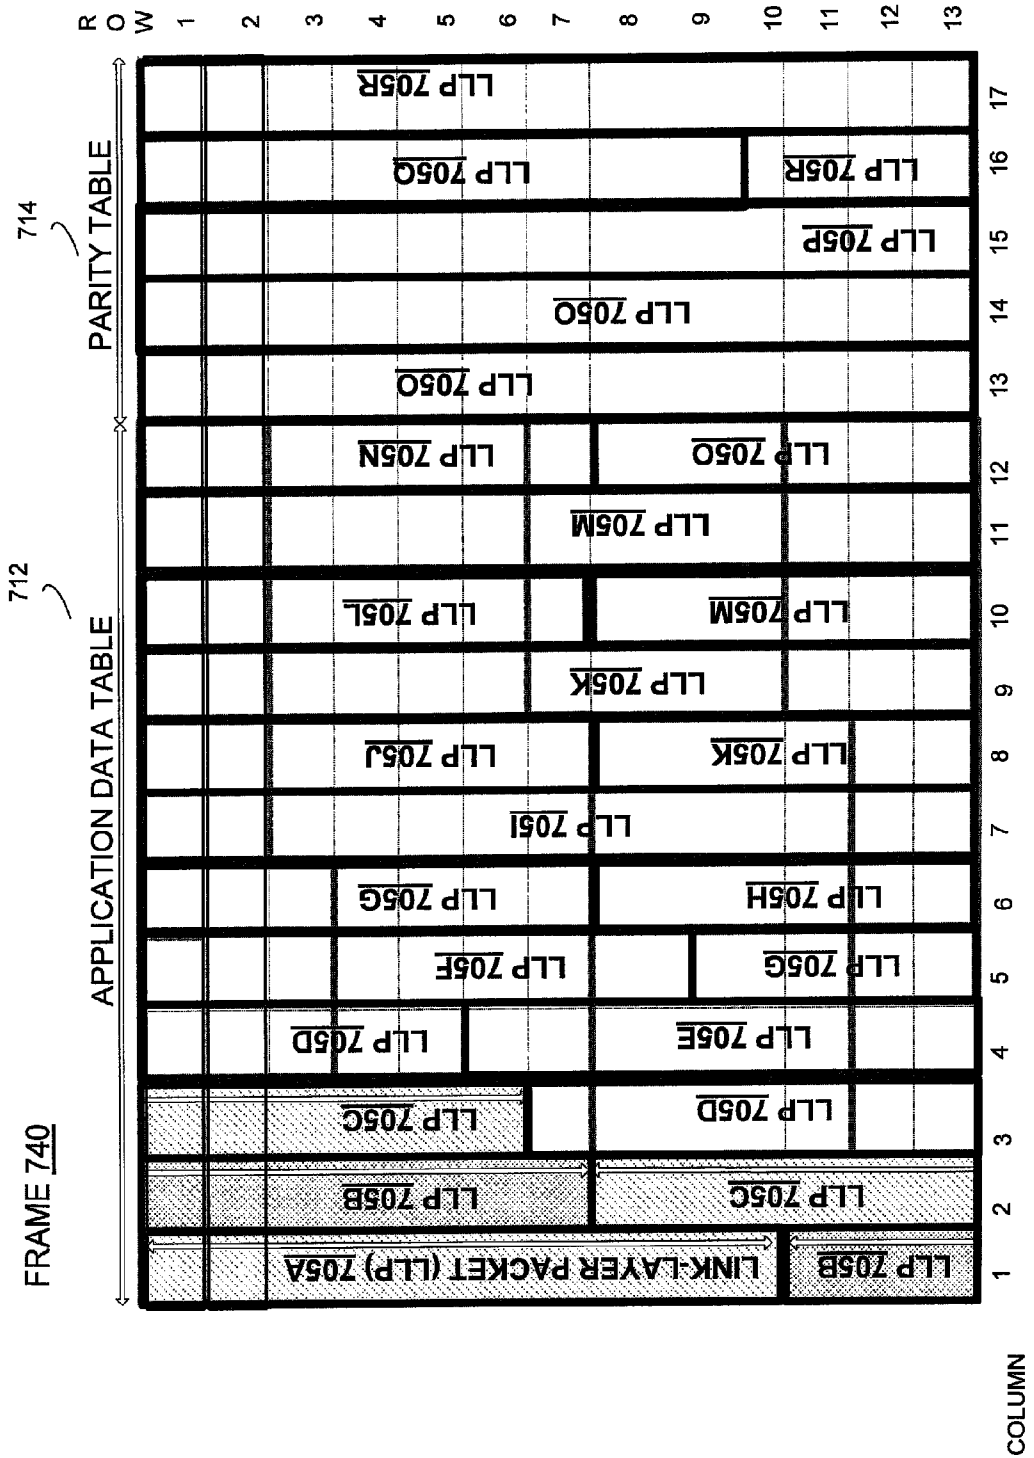 FRAME 740
712
714
APPLICATION DATA TABLE
PARITY TABLE
R
O
W
1
2
3
4
5
6
7
8
9
10
11
12
13
LINK-LAYER PACKET (LLP) 705A
LLP 705B
LLP 705B
LLP 705C
LLP 705C
LLP 705D
LLP 705D
LLP 705E
LLP 705F
LLP 705G
LLP 705G
LLP 705H
LLP 705I
LLP 705J
LLP 705K
LLP 705K
LLP 705L
LLP 705M
LLP 705M
LLP 705N
LLP 705O
LLP 705O
LLP 705O
LLP 705P
LLP 705Q
LLP 705R
LLP 705R
COLUMN 1 2 3 4 5 6 7 8 9 10 11 12 13 14 15 16 17